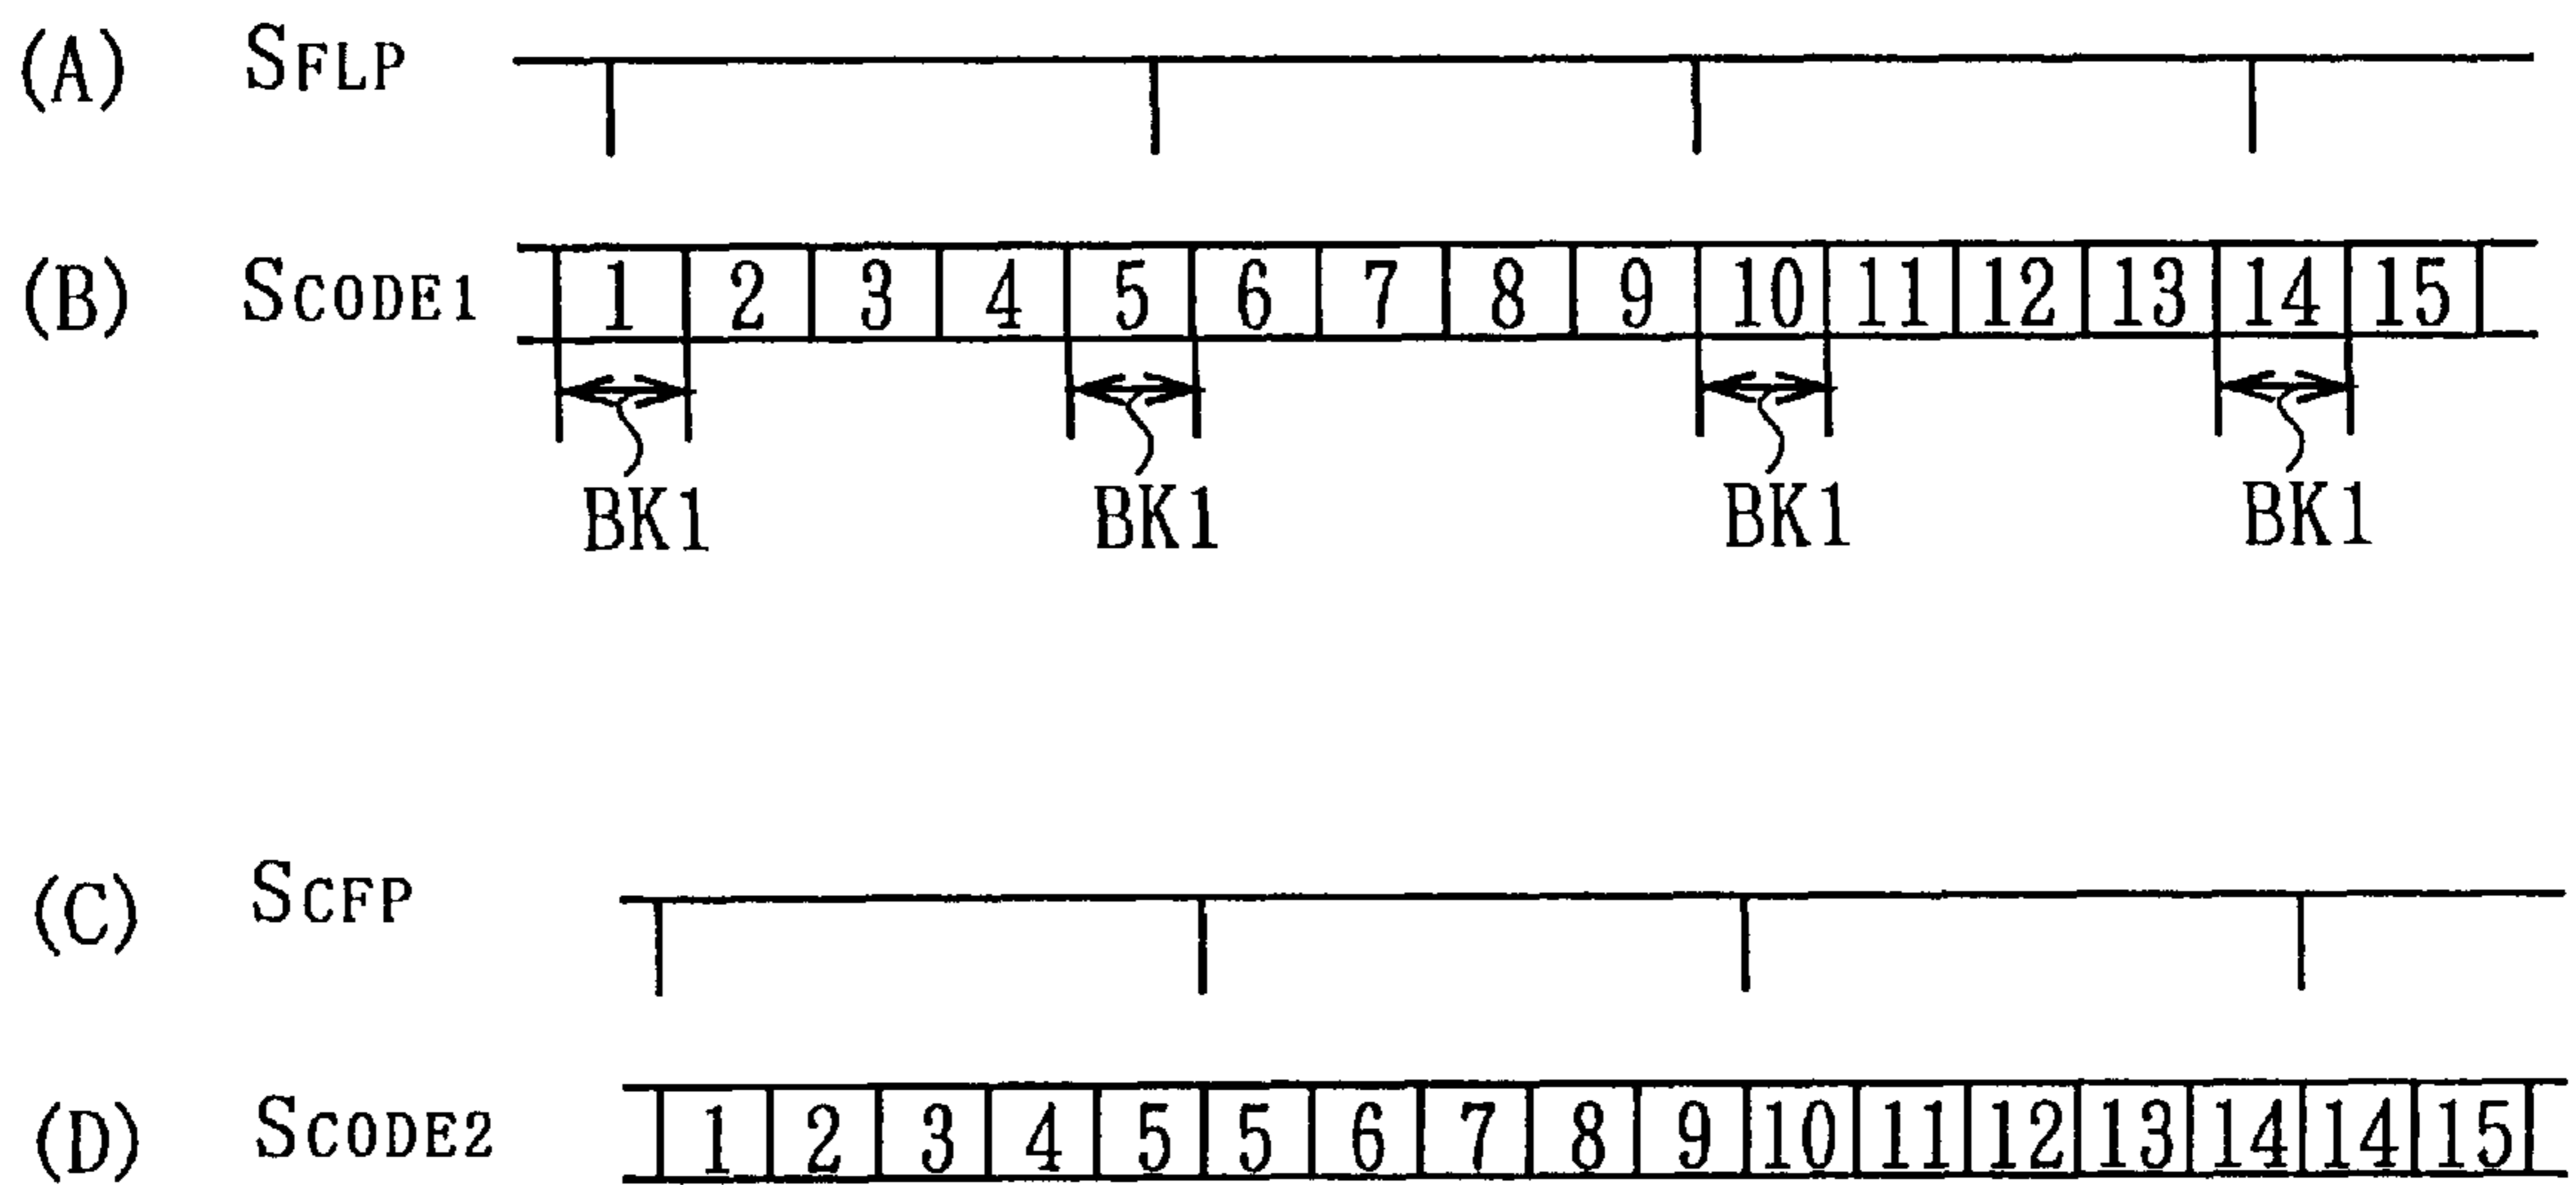 (A) SFLP
(B) SCODE1 1 2 3 4 5 6 7 8 9 10 11 12 13 14 15
BK1 BK1 BK1 BK1
(C) SCFP
(D) SCODE2 1 2 3 4 5 5 6 7 8 9 10 11 12 13 14 14 15